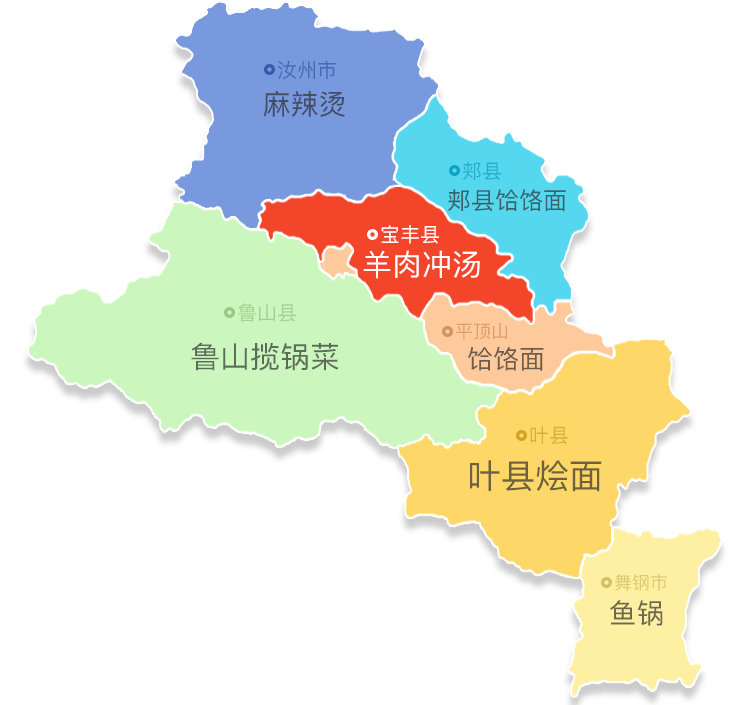 汝州市
麻辣烫
郏县
郏县饸饹面
宝丰县
羊肉冲汤
鲁山县
鲁山揽锅菜
平顶山
饸饹面
叶县
叶县烩面
舞钢市
鱼锅